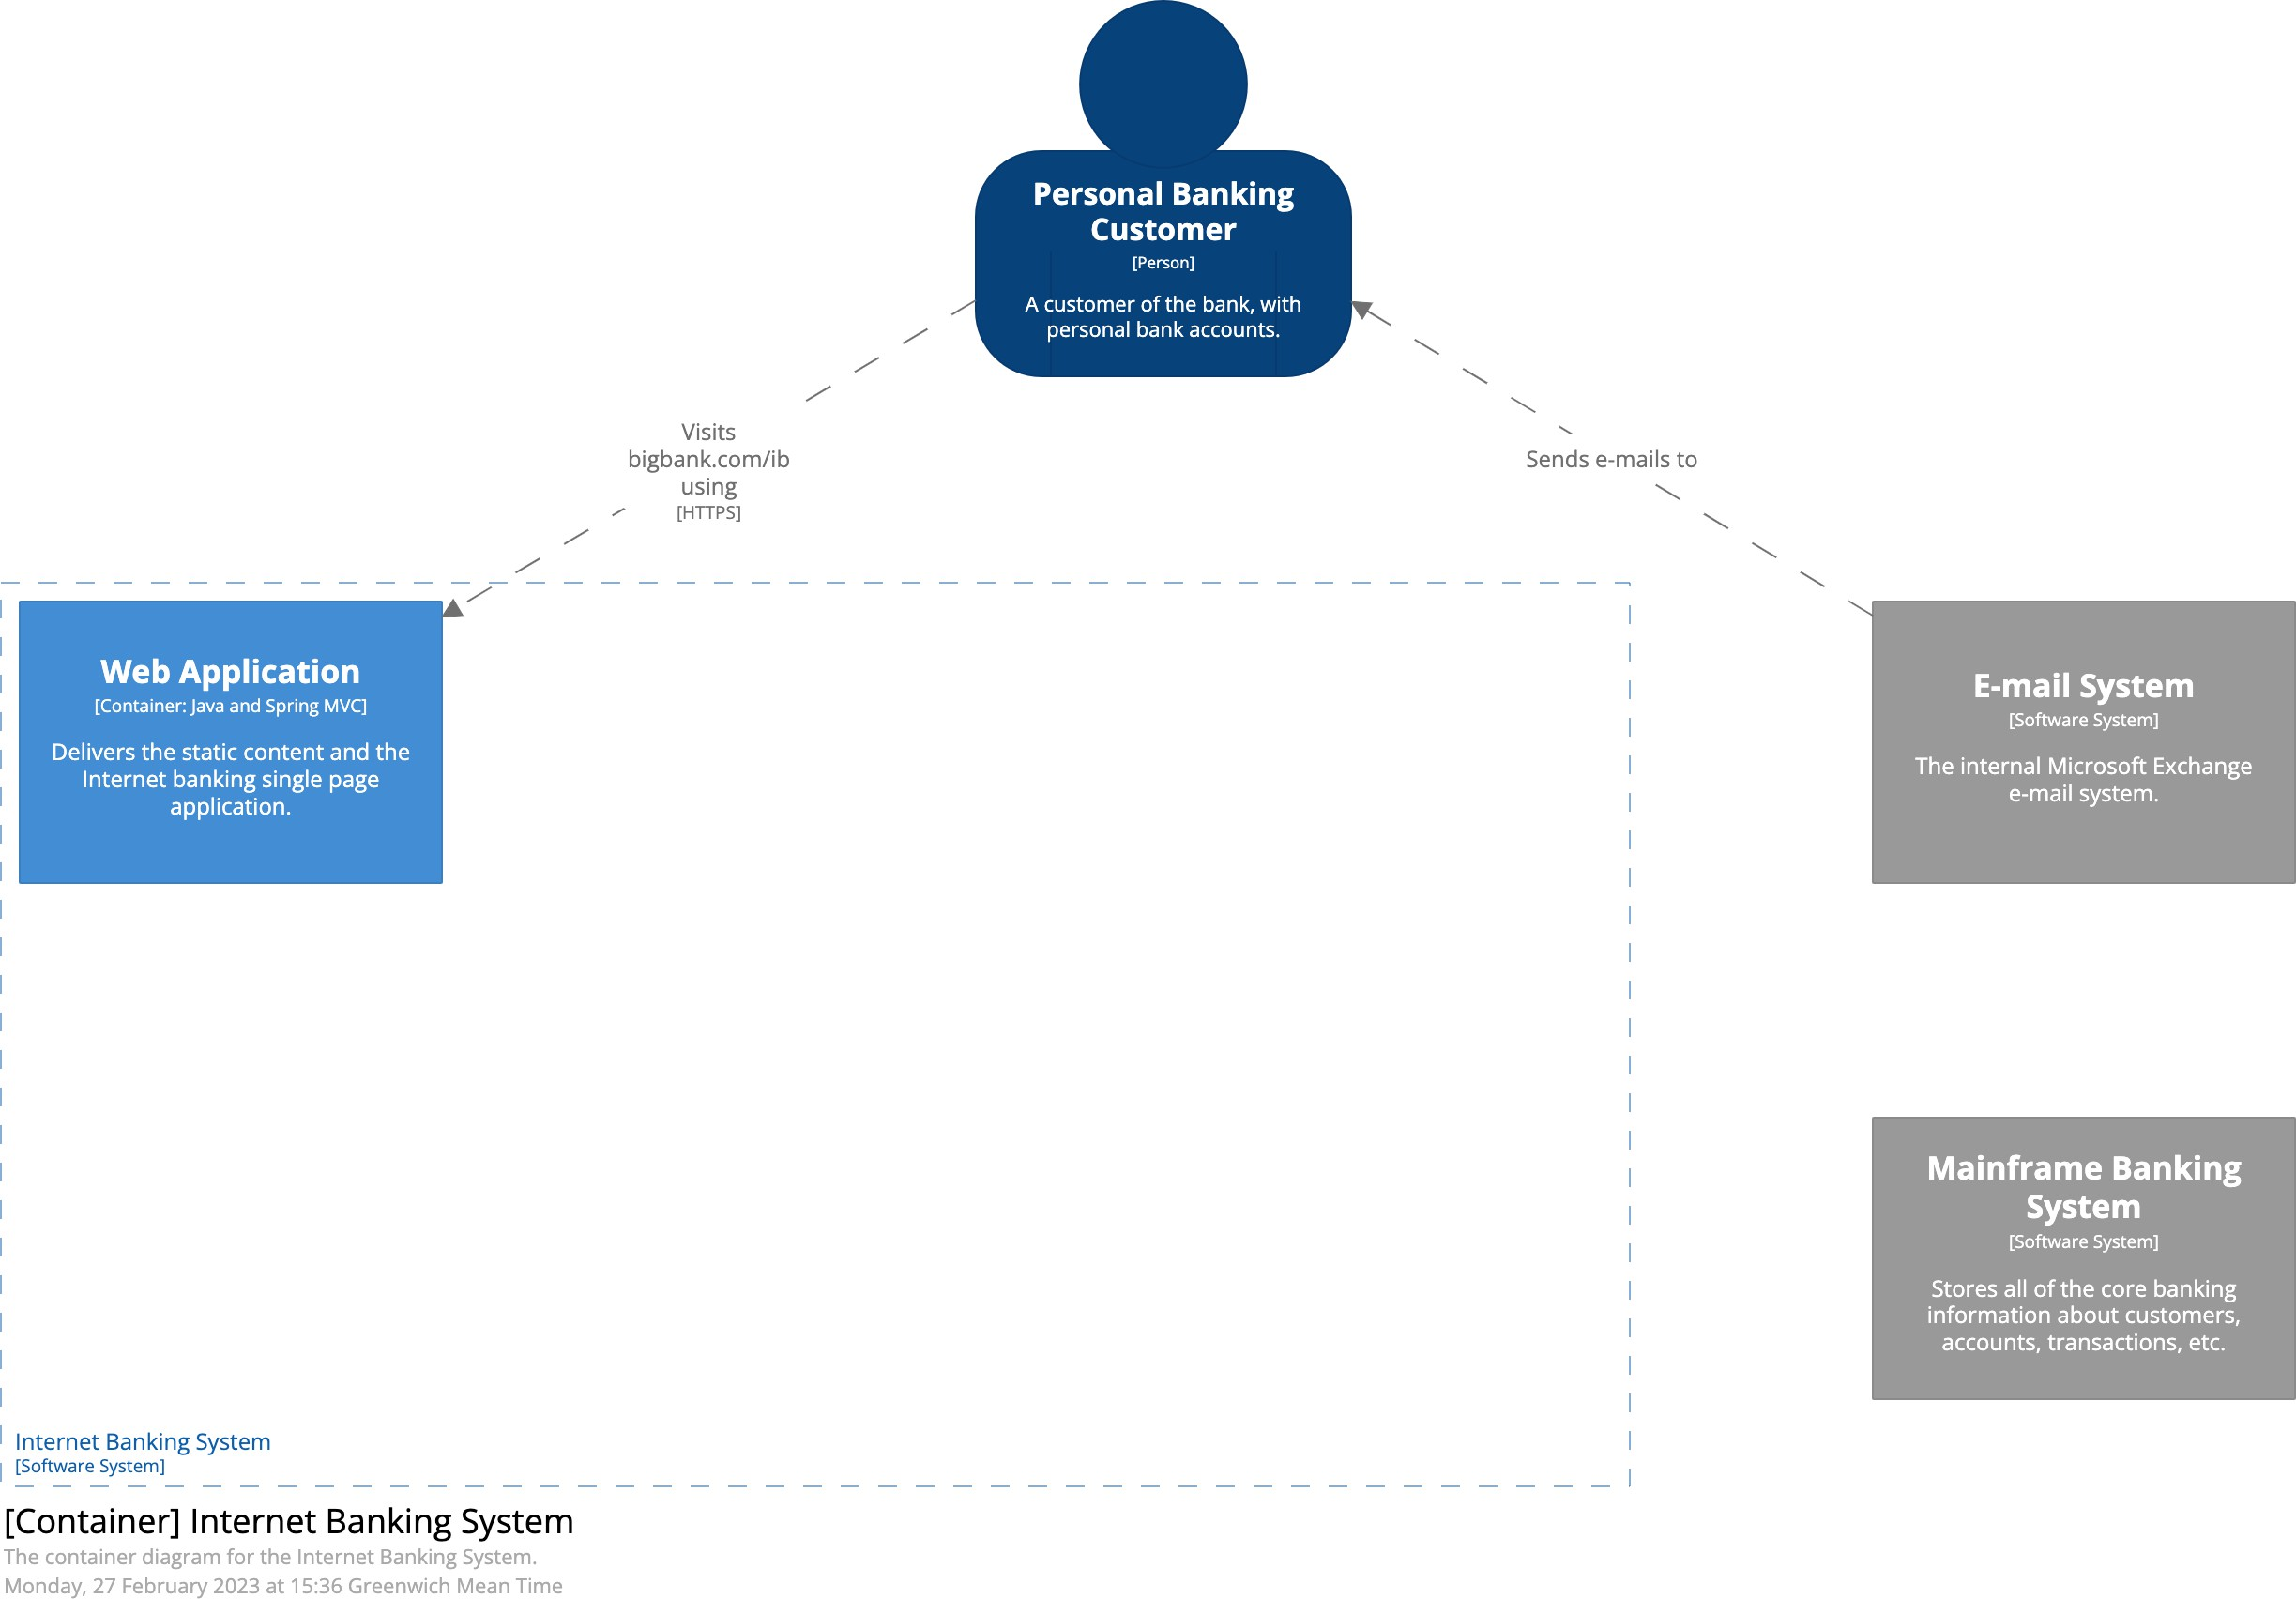 Personal Banking
Customer
[Person]
A customer of the bank, with
personal bank accounts.
Visits
bigbank.com/ib
using
[HTTPS]
Sends e-mails to
Web Application
[Container: Java and Spring MVC]
Delivers the static content and the
Internet banking single page
application.
E-mail System
[Software System]
The internal Microsoft Exchange
e-mail system.
Mainframe Banking
System
[Software System]
Stores all of the core banking
information about customers,
accounts, transactions, etc.
Internet Banking System
[Software System]
[Container] Internet Banking System
The container diagram for the Internet Banking System.
Monday, 27 February 2023 at 15:36 Greenwich Mean Time